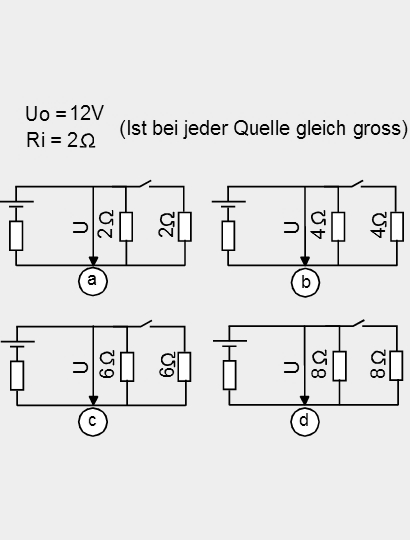 Uo = 12V
Ri = 2Ω
(Ist bei jeder Quelle gleich gross)
U 2Ω 2Ω
a
U 4Ω 4Ω
b
U 6Ω 6Ω
c
U 8Ω 8Ω
d